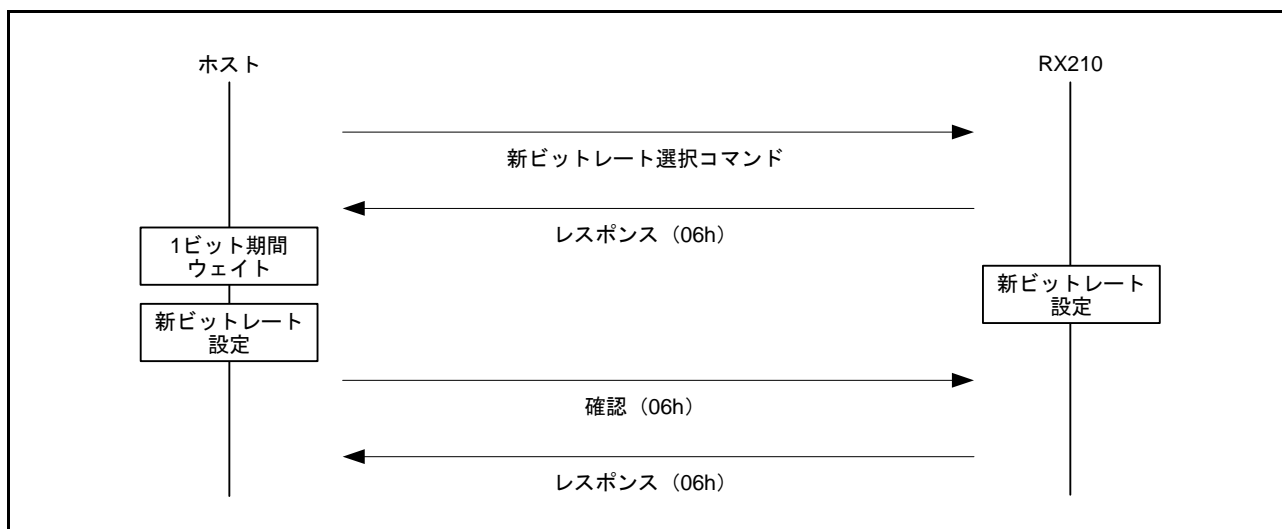 ホスト
RX210
新ビットレート選択コマンド
レスポンス（06h）
1ビット期間
ウェイト
新ビットレート
設定
新ビットレート
設定
確認（06h）
レスポンス（06h）